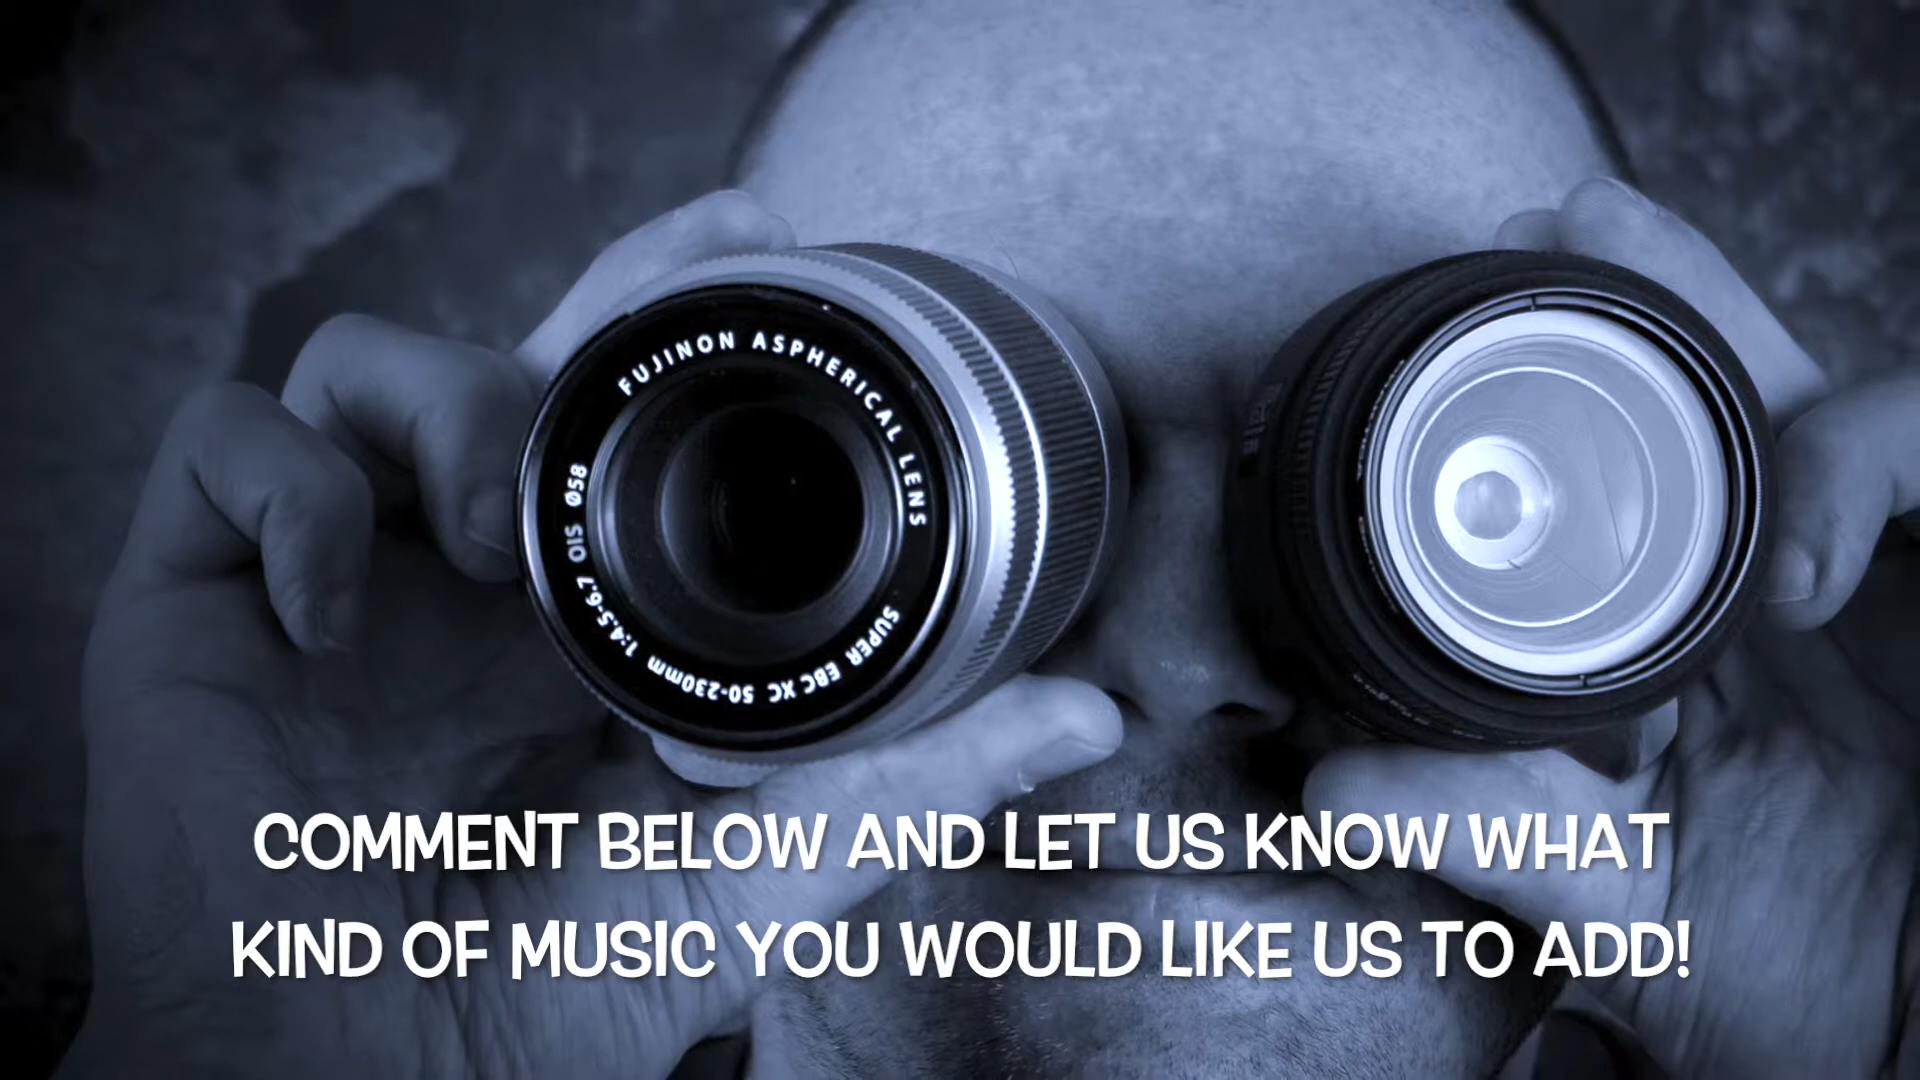 FUJINON ASPHERICAL LENS
SUPER EBC XC 50-230mm 1:4.5-6.7 OIS Ø58
COMMENT BELOW AND LET US KNOW WHAT
KIND OF MUSIC YOU WOULD LIKE US TO ADD!